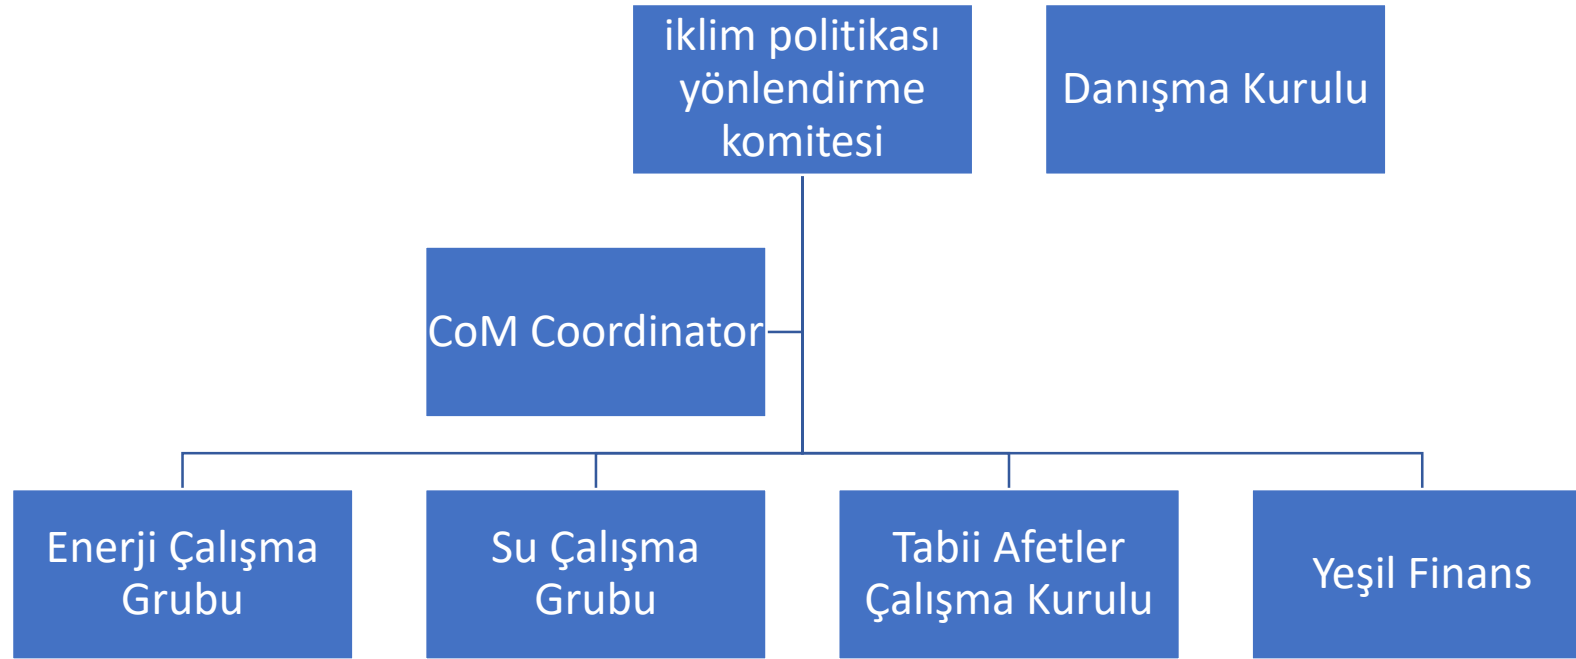 iklim politikası
yönlendirme
komitesi
Danışma Kurulu
CoM Coordinator
Enerji Çalışma
Grubu
Su Çalışma
Grubu
Tabii Afetler
Çalışma Kurulu
Yeşil Finans